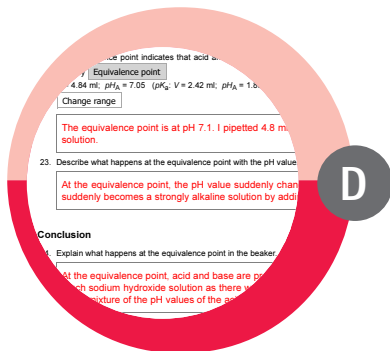 ence point indicates that acid an
Equivalence point
= 4.84 ml; pHA = 7.05 (pKa: V = 2.42 ml; pHA = 1.8
Change range
The equivalence point is at pH 7.1. I pipetted 4.8 m
solution.
23. Describe what happens at the equivalence point with the pH value
At the equivalence point, the pH value suddenly chan
suddenly becomes a strongly alkaline solution by addi
D
Conclusion
4. Explain what happens at the equivalence point in the beaker.
At the equivalence point, acid and base are pr
ch sodium hydroxide solution as there w
mixture of the pH values of the aci